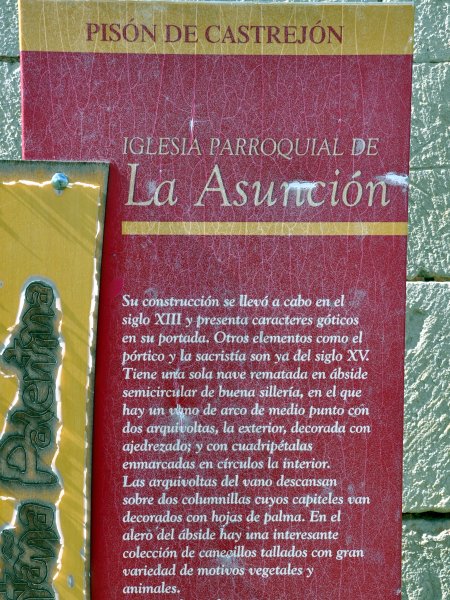 PISÓN DE CASTREJÓN
IGLESIA PARROQUIAL DE
La Asunción
Su construcción se llevó a cabo en el
siglo XIII y presenta caracteres góticos
en su portada. Otros elementos como el
pórtico y la sacristía son ya del siglo XV.
Tiene una sola nave rematada en ábside
semicircular de buena sillería, en el que
hay un vano de arco de medio punto con
dos arquivoltas, la exterior, decorada con
ajedrezado; y con cuadripétalas
enmarcadas en círculos la interior.
Las arquivoltas del vano descansan
sobre dos columnillas cuyos capiteles van
decorados con hojas de palma. En el
alero del ábside hay una interesante
colección de canecillos tallados con gran
variedad de motivos vegetales y
animales.
Palentina